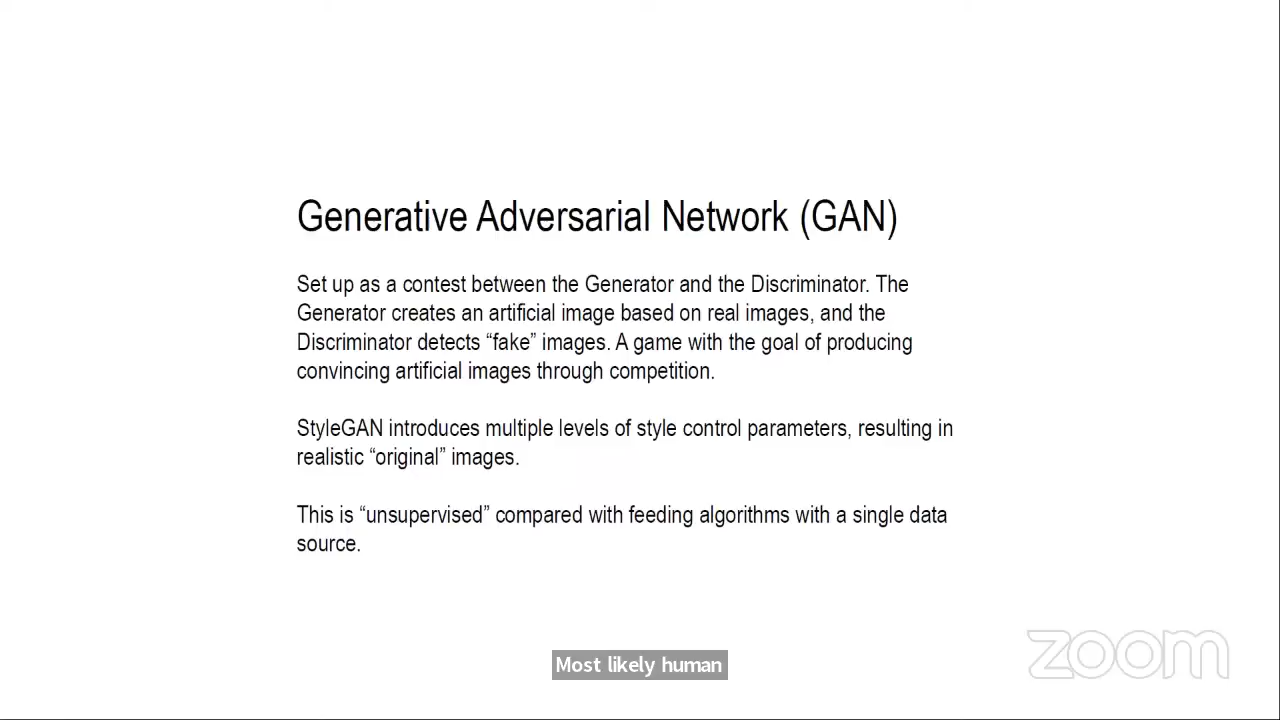 Generative Adversarial Network (GAN)
Set up as a contest between the Generator and the Discriminator. The
Generator creates an artificial image based on real images, and the
Discriminator detects “fake” images. A game with the goal of producing
convincing artificial images through competition.
StyleGAN introduces multiple levels of style control parameters, resulting in
realistic “original” images.
This is “unsupervised” compared with feeding algorithms with a single data
source.
Most likely human
zoom